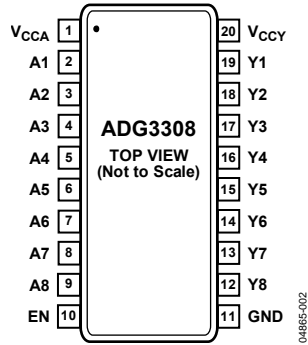 VCCA 1 20 VCCY
A1 2 19 Y1
A2 3 18 Y2
A3 4 ADG3308 17 Y3
A4 5 TOP VIEW 16 Y4
(Not to Scale)
A5 6 15 Y5
A6 7 14 Y6
A7 8 13 Y7
A8 9 12 Y8
EN 10 11 GND
04865-002